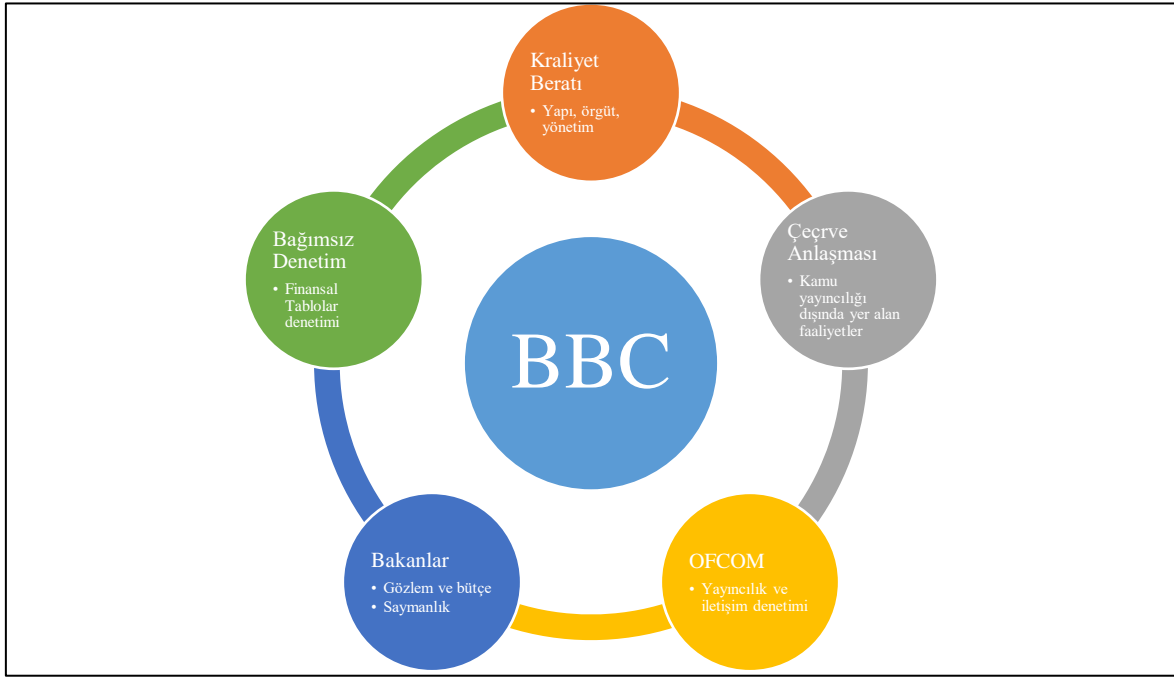 Kraliyet
Beratı
• Yapı, örgüt,
yönetim
Çeçrve
Anlaşması
• Kamu
yayıncılığı
dışında yer alan
faaliyetler
OFCOM
• Yayıncılık ve
iletişim denetimi
Bakanlar
• Gözlem ve bütçe
• Saymanlık
Bağımsız
Denetim
• Finansal
Tablolar
denetimi
BBC